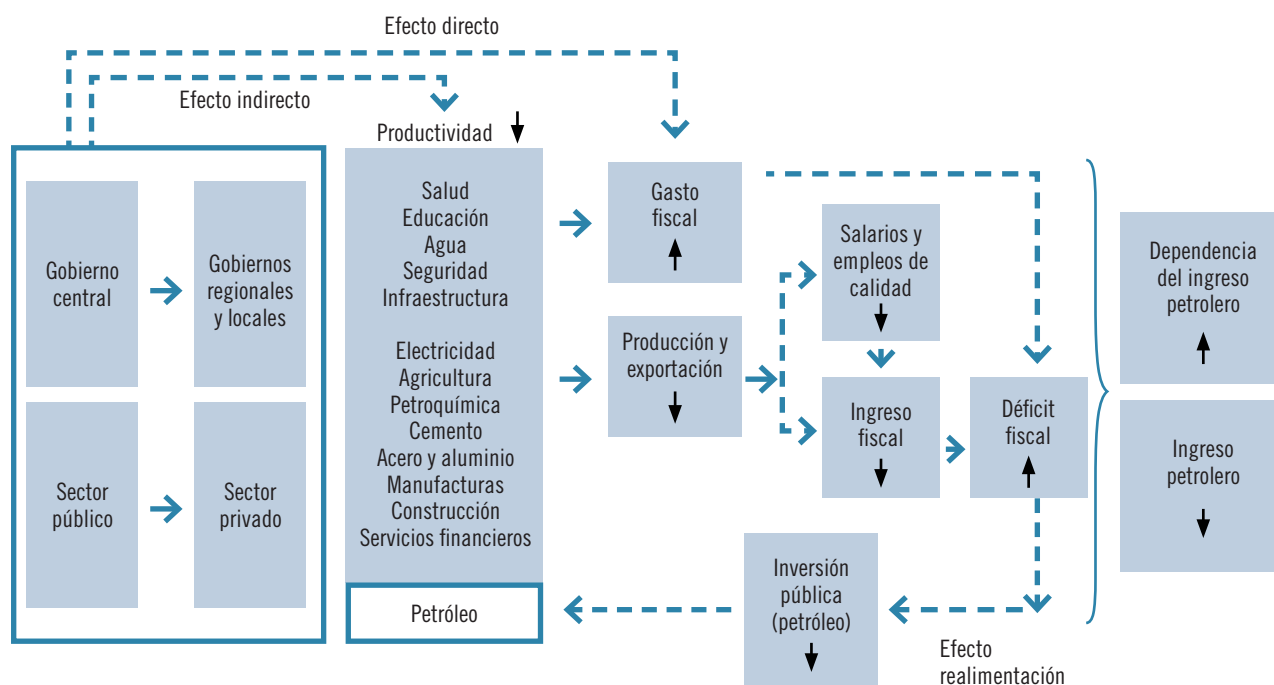 Efecto directo
Efecto indirecto
Gobierno
central
Gobiernos
regionales
y locales
Sector
público
Sector
privado
Productividad
Salud
Educación
Agua
Seguridad
Infraestructura
Electricidad
Agricultura
Petroquímica
Cemento
Acero y aluminio
Manufacturas
Construcción
Servicios financieros
Petróleo
Gasto
fiscal
Producción y
exportación
Salarios y
empleos de
calidad
Ingreso
fiscal
Déficit
fiscal
Inversión
pública
(petróleo)
Efecto
realimentación
Dependencia
del ingreso
petrolero
Ingreso
petrolero